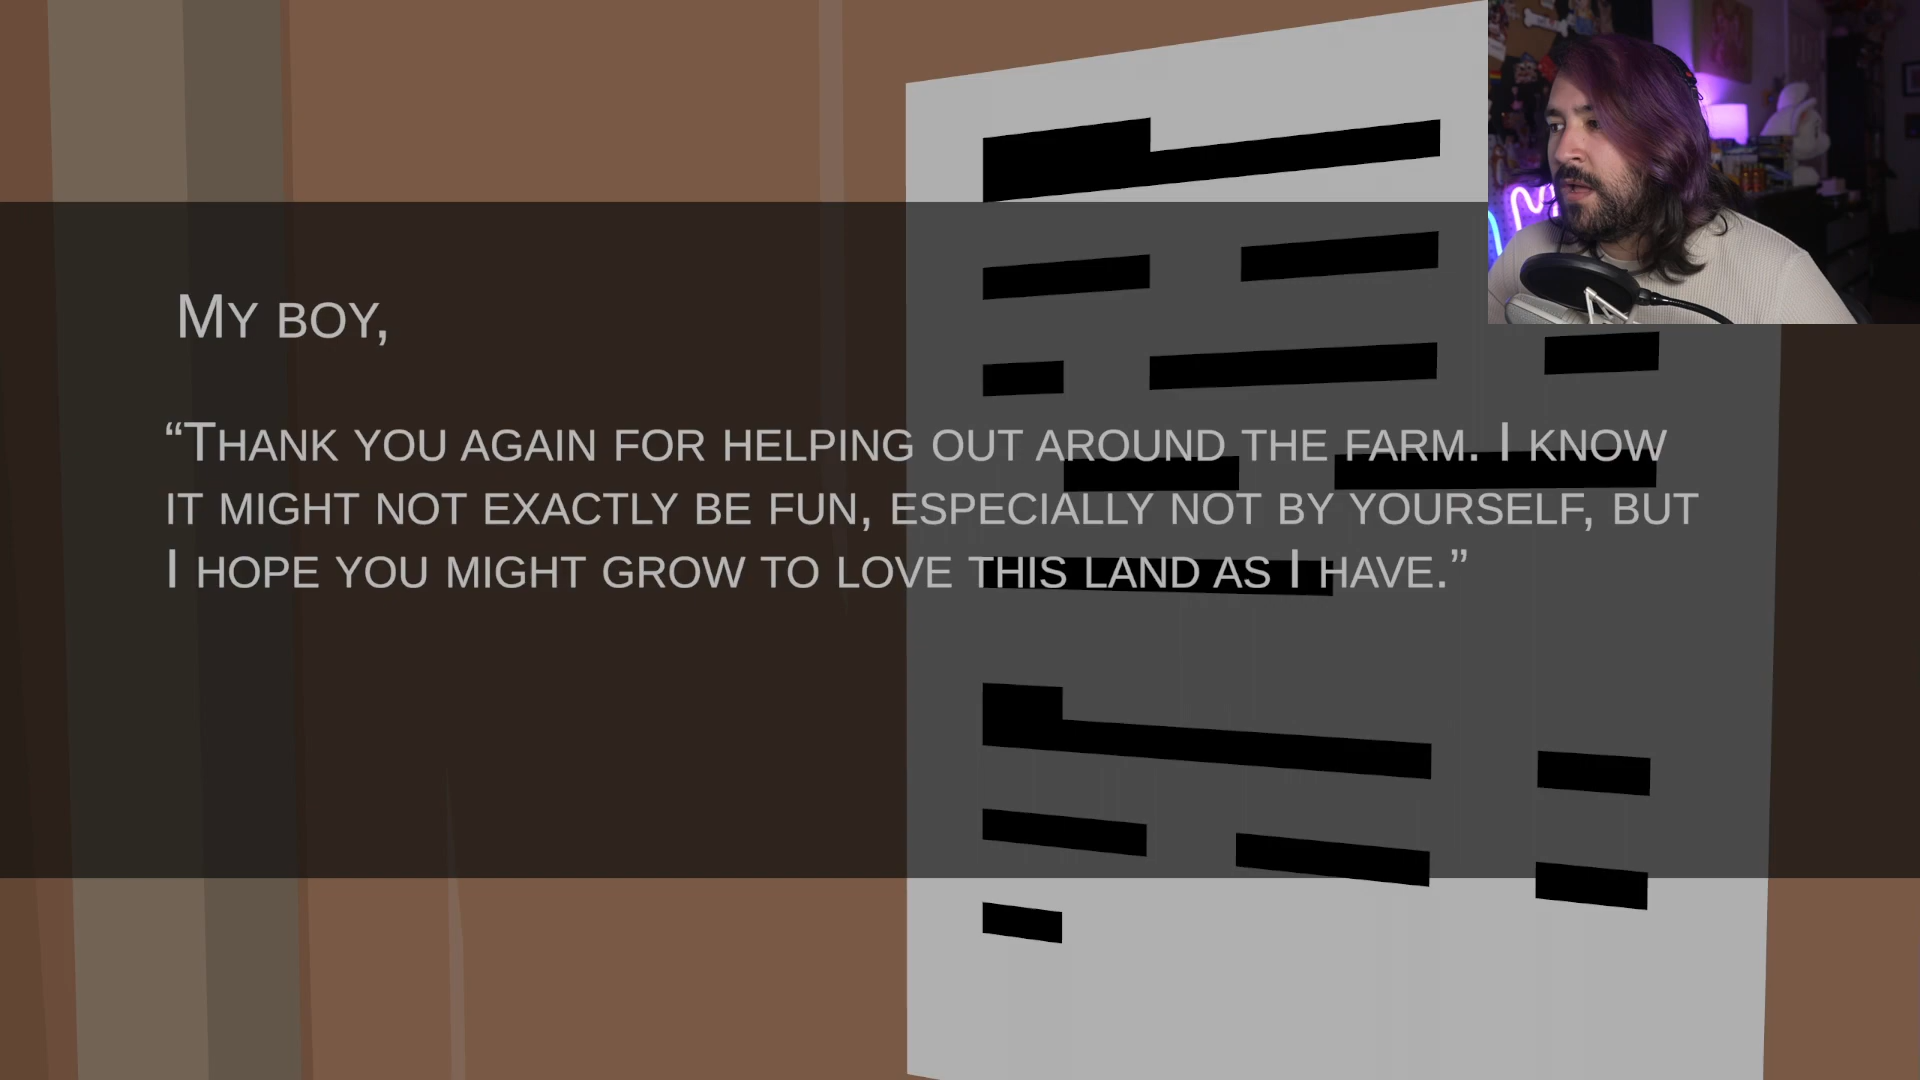 My boy,
“Thank you again for helping out around the farm. I know
it might not exactly be fun, especially not by yourself, but
I hope you might grow to love this land as I have.”